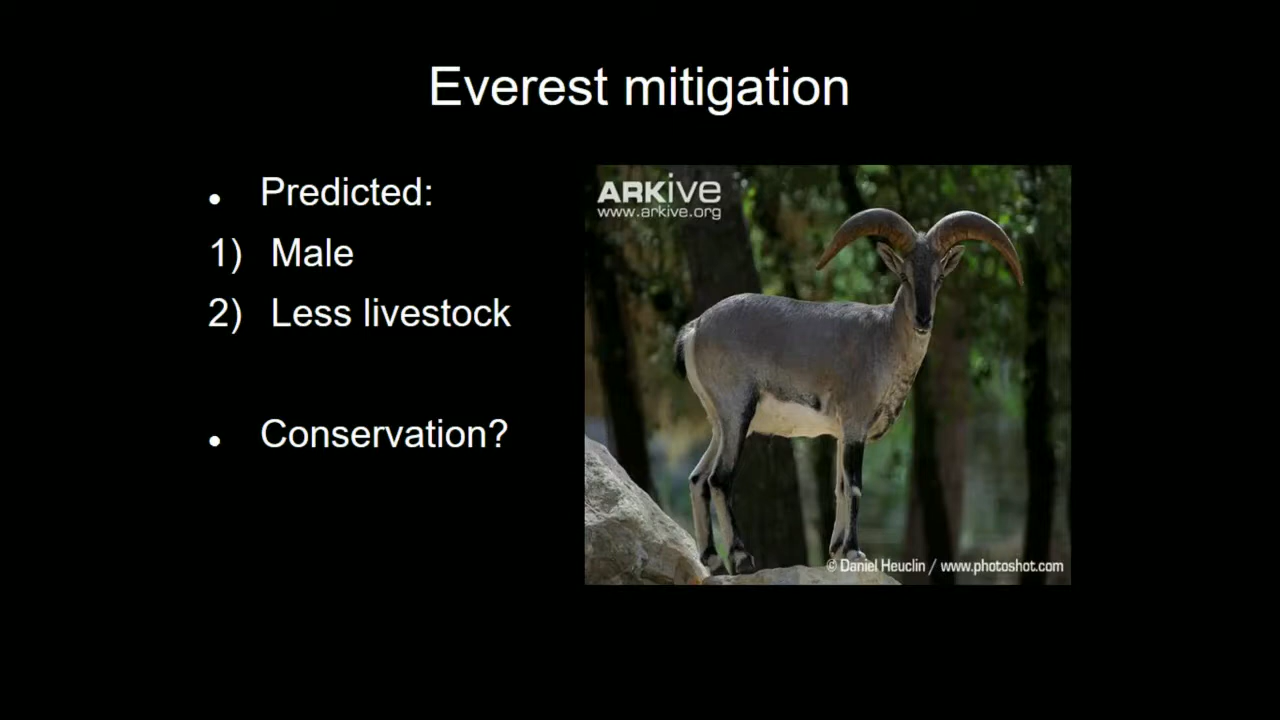 Everest mitigation
• Predicted:
1) Male
2) Less livestock
• Conservation?
ARKive
www.arkive.org
© Daniel Heuclin / www.photoshot.com